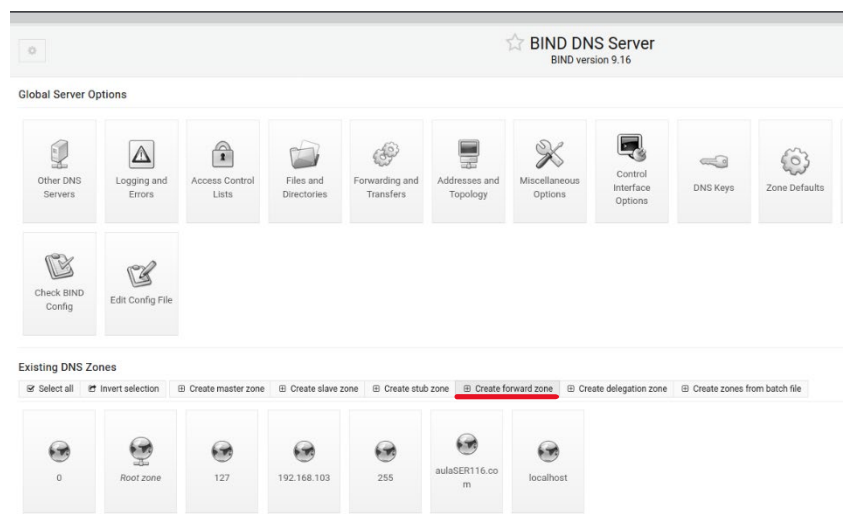 BIND DNS Server
BIND version 9.16
Global Server Options
Other DNS
Servers
Logging and
Errors
Access Control
Lists
Files and
Directories
Forwarding and
Transfers
Addresses and
Topology
Miscellaneous
Options
Control
Interface
Options
DNS Keys
Zone Defaults
Check BIND
Config
Edit Config File
Existing DNS Zones
Select all Invert selection Create master zone Create slave zone Create stub zone Create forward zone Create delegation zone Create zones from batch file
0
Root zone
127
192.168.103
255
aulaSER116.co
m
localhost